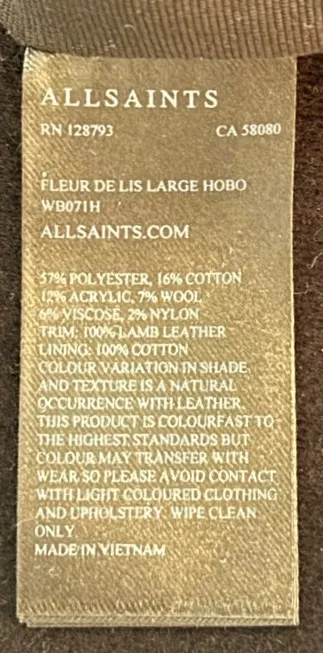 ALLSAINTS
RN 128793 CA 58080
FLEUR DE LIS LARGE HOBO
WB071H
ALLSAINTS.COM
57% POLYESTER, 16% COTTON
12% ACRYLIC, 7% WOOL
6% VISCOSE, 2% NYLON
TRIM: 100% LAMB LEATHER
LINING: 100% COTTON
COLOUR VARIATION IN SHADE
AND TEXTURE IS A NATURAL
OCCURRENCE WITH LEATHER.
THIS PRODUCT IS COLOURFAST TO
THE HIGHEST STANDARDS BUT
COLOUR MAY TRANSFER WITH
WEAR SO PLEASE AVOID CONTACT
WITH LIGHT COLOURED CLOTHING
AND UPHOLSTERY. WIPE CLEAN
ONLY.
MADE IN VIETNAM